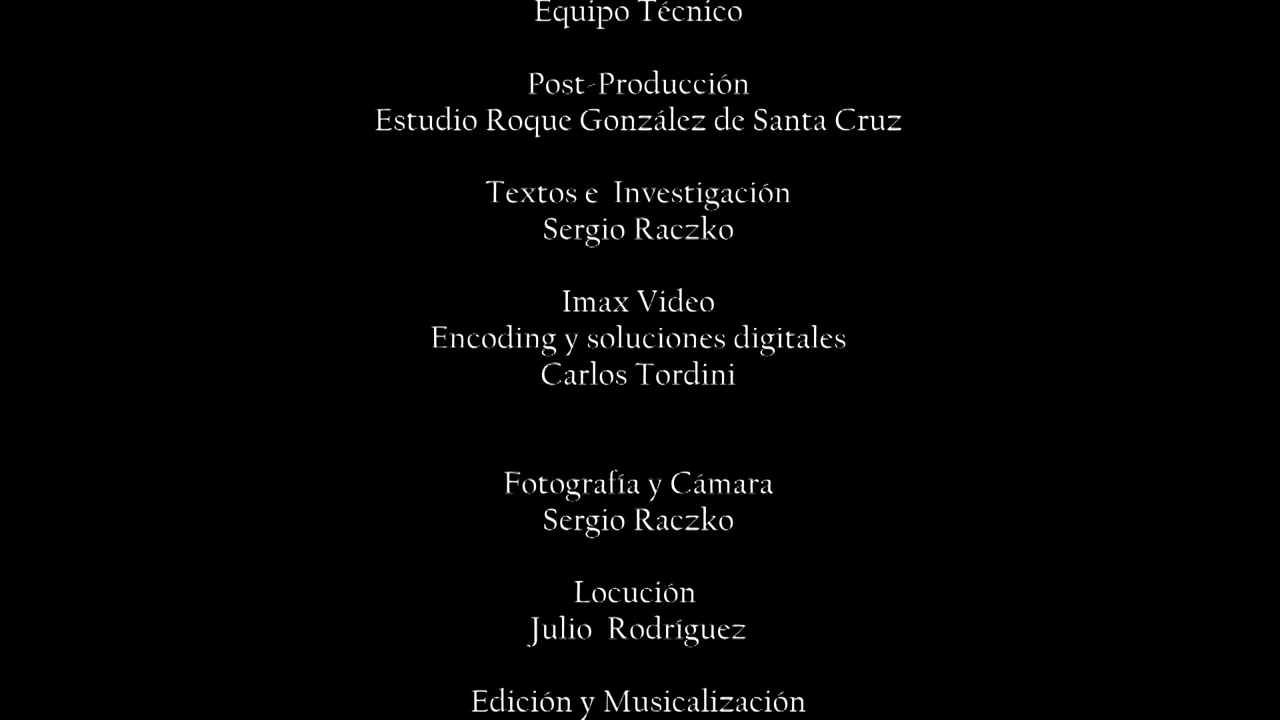 Equipo Técnico
Post-Producción
Estudio Roque González de Santa Cruz
Textos e Investigación
Sergio Raczko
Imax Video
Encoding y soluciones digitales
Carlos Tordini
Fotografía y Cámara
Sergio Raczko
Locución
Julio Rodríguez
Edición y Musicalización